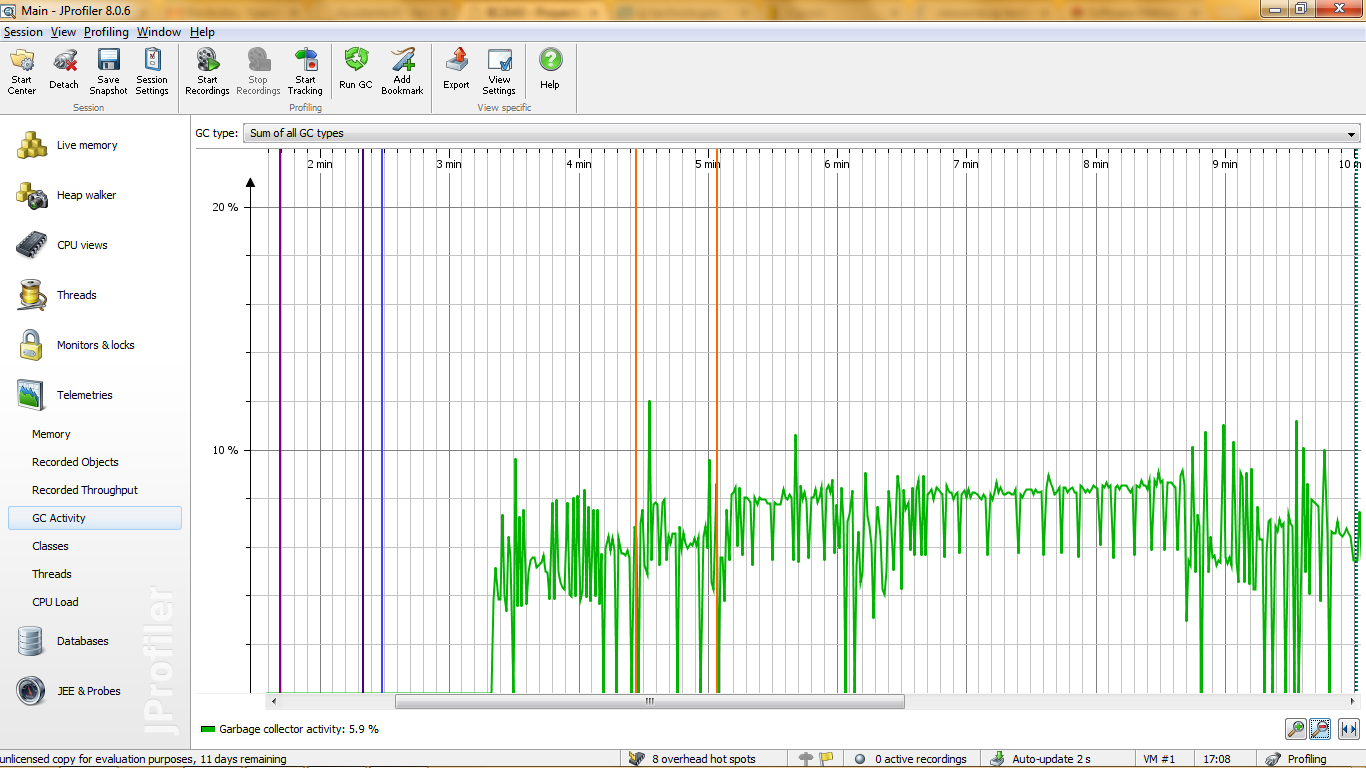 Main - JProfiler 8.0.6
Session View Profiling Window Help
Start Center
Detach
Save Snapshot
Session Settings
Start Recordings
Stop Recordings
Start Tracking
Run GC
Add Bookmark
Export
View Settings
Help
Session
Profiling
View specific
Live memory
Heap walker
CPU views
Threads
Monitors & locks
Telemetries
Memory
Recorded Objects
Recorded Throughput
GC Activity
Classes
Threads
CPU Load
Databases
JEE & Probes
JProfiler
GC type: Sum of all GC types
2 min 3 min 4 min 5 min 6 min 7 min 8 min 9 min 10 m
20 %
10 %
Garbage collector activity: 5.9 %
unlicensed copy for evaluation purposes, 11 days remaining
8 overhead hot spots
0 active recordings
Auto-update 2 s
VM #1
17:08
Profiling